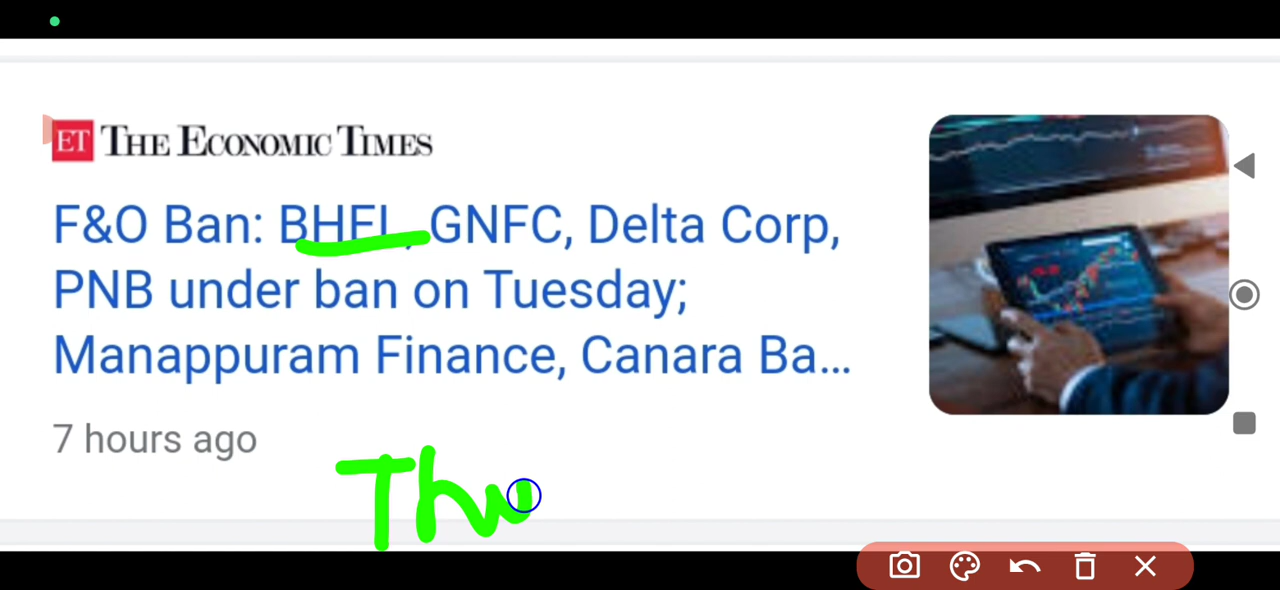 ET THE ECONOMIC TIMES
F&O Ban: BHEL, GNFC, Delta Corp,
PNB under ban on Tuesday;
Manappuram Finance, Canara Ba...
7 hours ago
Thu